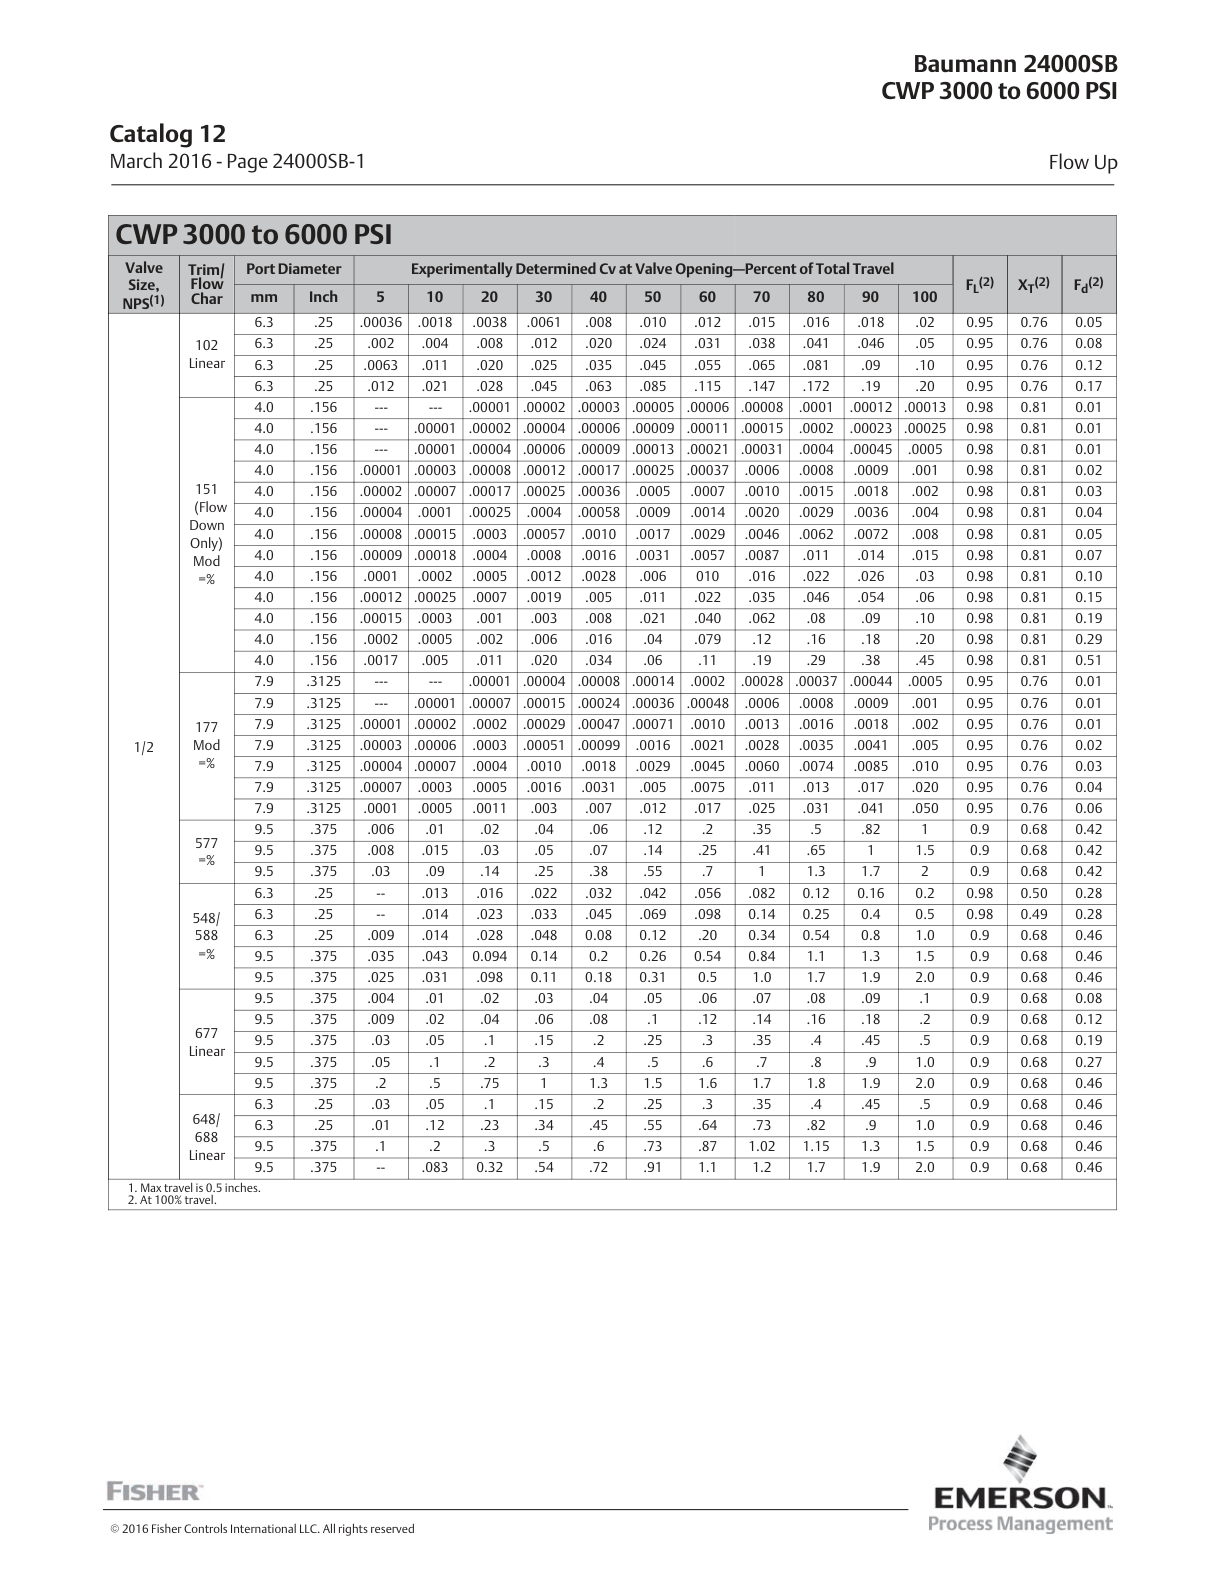 Baumann 24000SB
CWP 3000 to 6000 PSI
Catalog 12
March 2016 - Page 24000SB-1
Flow Up
CWP 3000 to 6000 PSI
Valve Size, NPS(1) Trim/ Flow Char Port Diameter Experimentally Determined Cv at Valve Opening—Percent of Total Travel FL(2) XT(2) Fd(2)
mm Inch 5 10 20 30 40 50 60 70 80 90 100
1/2
102 Linear
6.3 .25 .00036 .0018 .0038 .0061 .008 .010 .012 .015 .016 .018 .02 0.95 0.76 0.05
6.3 .25 .002 .004 .008 .012 .020 .024 .031 .038 .041 .046 .05 0.95 0.76 0.08
6.3 .25 .0063 .011 .020 .025 .035 .045 .055 .065 .081 .09 .10 0.95 0.76 0.12
6.3 .25 .012 .021 .028 .045 .063 .085 .115 .147 .172 .19 .20 0.95 0.76 0.17
151 (Flow Down Only) Mod =%
4.0 .156 --- --- .00001 .00002 .00003 .00005 .00006 .00008 .0001 .00012 .00013 0.98 0.81 0.01
4.0 .156 --- .00001 .00002 .00004 .00006 .00009 .00011 .00015 .0002 .00023 .00025 0.98 0.81 0.01
4.0 .156 --- .00001 .00004 .00006 .00009 .00013 .00021 .00031 .0004 .00045 .0005 0.98 0.81 0.01
4.0 .156 .00001 .00003 .00008 .00012 .00017 .00025 .00037 .0006 .0008 .0009 .001 0.98 0.81 0.02
4.0 .156 .00002 .00007 .00017 .00025 .00036 .0005 .0007 .0010 .0015 .0018 .002 0.98 0.81 0.03
4.0 .156 .00004 .0001 .00025 .0004 .00058 .0009 .0014 .0020 .0029 .0036 .004 0.98 0.81 0.04
4.0 .156 .00008 .00015 .0003 .00057 .0010 .0017 .0029 .0046 .0062 .0072 .008 0.98 0.81 0.05
4.0 .156 .00009 .00018 .0004 .0008 .0016 .0031 .0057 .0087 .011 .014 .015 0.98 0.81 0.07
4.0 .156 .0001 .0002 .0005 .0012 .0028 .006 010 .016 .022 .026 .03 0.98 0.81 0.10
4.0 .156 .00012 .00025 .0007 .0019 .005 .011 .022 .035 .046 .054 .06 0.98 0.81 0.15
4.0 .156 .00015 .0003 .001 .003 .008 .021 .040 .062 .08 .09 .10 0.98 0.81 0.19
4.0 .156 .0002 .0005 .002 .006 .016 .04 .079 .12 .16 .18 .20 0.98 0.81 0.29
4.0 .156 .0017 .005 .011 .020 .034 .06 .11 .19 .29 .38 .45 0.98 0.81 0.51
177 Mod =%
7.9 .3125 --- --- .00001 .00004 .00008 .00014 .0002 .00028 .00037 .00044 .0005 0.95 0.76 0.01
7.9 .3125 --- .00001 .00007 .00015 .00024 .00036 .00048 .0006 .0008 .0009 .001 0.95 0.76 0.01
7.9 .3125 .00001 .00002 .0002 .00029 .00047 .00071 .0010 .0013 .0016 .0018 .002 0.95 0.76 0.01
7.9 .3125 .00003 .00006 .0003 .00051 .00099 .0016 .0021 .0028 .0035 .0041 .005 0.95 0.76 0.02
7.9 .3125 .00004 .00007 .0004 .0010 .0018 .0029 .0045 .0060 .0074 .0085 .010 0.95 0.76 0.03
7.9 .3125 .00007 .0003 .0005 .0016 .0031 .005 .0075 .011 .013 .017 .020 0.95 0.76 0.04
7.9 .3125 .0001 .0005 .0011 .003 .007 .012 .017 .025 .031 .041 .050 0.95 0.76 0.06
577 =%
9.5 .375 .006 .01 .02 .04 .06 .12 .2 .35 .5 .82 1 0.9 0.68 0.42
9.5 .375 .008 .015 .03 .05 .07 .14 .25 .41 .65 1 1.5 0.9 0.68 0.42
9.5 .375 .03 .09 .14 .25 .38 .55 .7 1 1.3 1.7 2 0.9 0.68 0.42
548/ 588 =%
6.3 .25 -- .013 .016 .022 .032 .042 .056 .082 0.12 0.16 0.2 0.98 0.50 0.28
6.3 .25 -- .014 .023 .033 .045 .069 .098 0.14 0.25 0.4 0.5 0.98 0.49 0.28
6.3 .25 .009 .014 .028 .048 0.08 0.12 .20 0.34 0.54 0.8 1.0 0.9 0.68 0.46
9.5 .375 .035 .043 0.094 0.14 0.2 0.26 0.54 0.84 1.1 1.3 1.5 0.9 0.68 0.46
9.5 .375 .025 .031 .098 0.11 0.18 0.31 0.5 1.0 1.7 1.9 2.0 0.9 0.68 0.46
677 Linear
9.5 .375 .004 .01 .02 .03 .04 .05 .06 .07 .08 .09 .1 0.9 0.68 0.08
9.5 .375 .009 .02 .04 .06 .08 .1 .12 .14 .16 .18 .2 0.9 0.68 0.12
9.5 .375 .03 .05 .1 .15 .2 .25 .3 .35 .4 .45 .5 0.9 0.68 0.19
9.5 .375 .05 .1 .2 .3 .4 .5 .6 .7 .8 .9 1.0 0.9 0.68 0.27
9.5 .375 .2 .5 .75 1 1.3 1.5 1.6 1.7 1.8 1.9 2.0 0.9 0.68 0.46
648/ 688 Linear
6.3 .25 .03 .05 .1 .15 .2 .25 .3 .35 .4 .45 .5 0.9 0.68 0.46
6.3 .25 .01 .12 .23 .34 .45 .55 .64 .73 .82 .9 1.0 0.9 0.68 0.46
9.5 .375 .1 .2 .3 .5 .6 .73 .87 1.02 1.15 1.3 1.5 0.9 0.68 0.46
9.5 .375 -- .083 0.32 .54 .72 .91 1.1 1.2 1.7 1.9 2.0 0.9 0.68 0.46
1. Max travel is 0.5 inches.
2. At 100% travel.
FISHER™
EMERSON™
Process Management
© 2016 Fisher Controls International LLC. All rights reserved